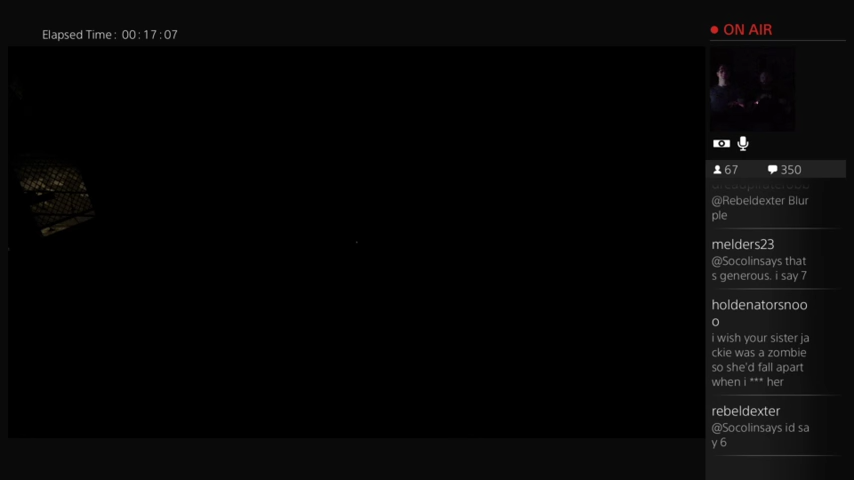 Elapsed Time: 00:17:07
ON AIR
67 350
@Rebeldexter Blur
ple
melders23
@Socolinsays that
s generous. i say 7
holdenatorsnoo
o
i wish your sister ja
ckie was a zombie
so she'd fall apart
when i *** her
rebeldexter
@Socolinsays id sa
y 6